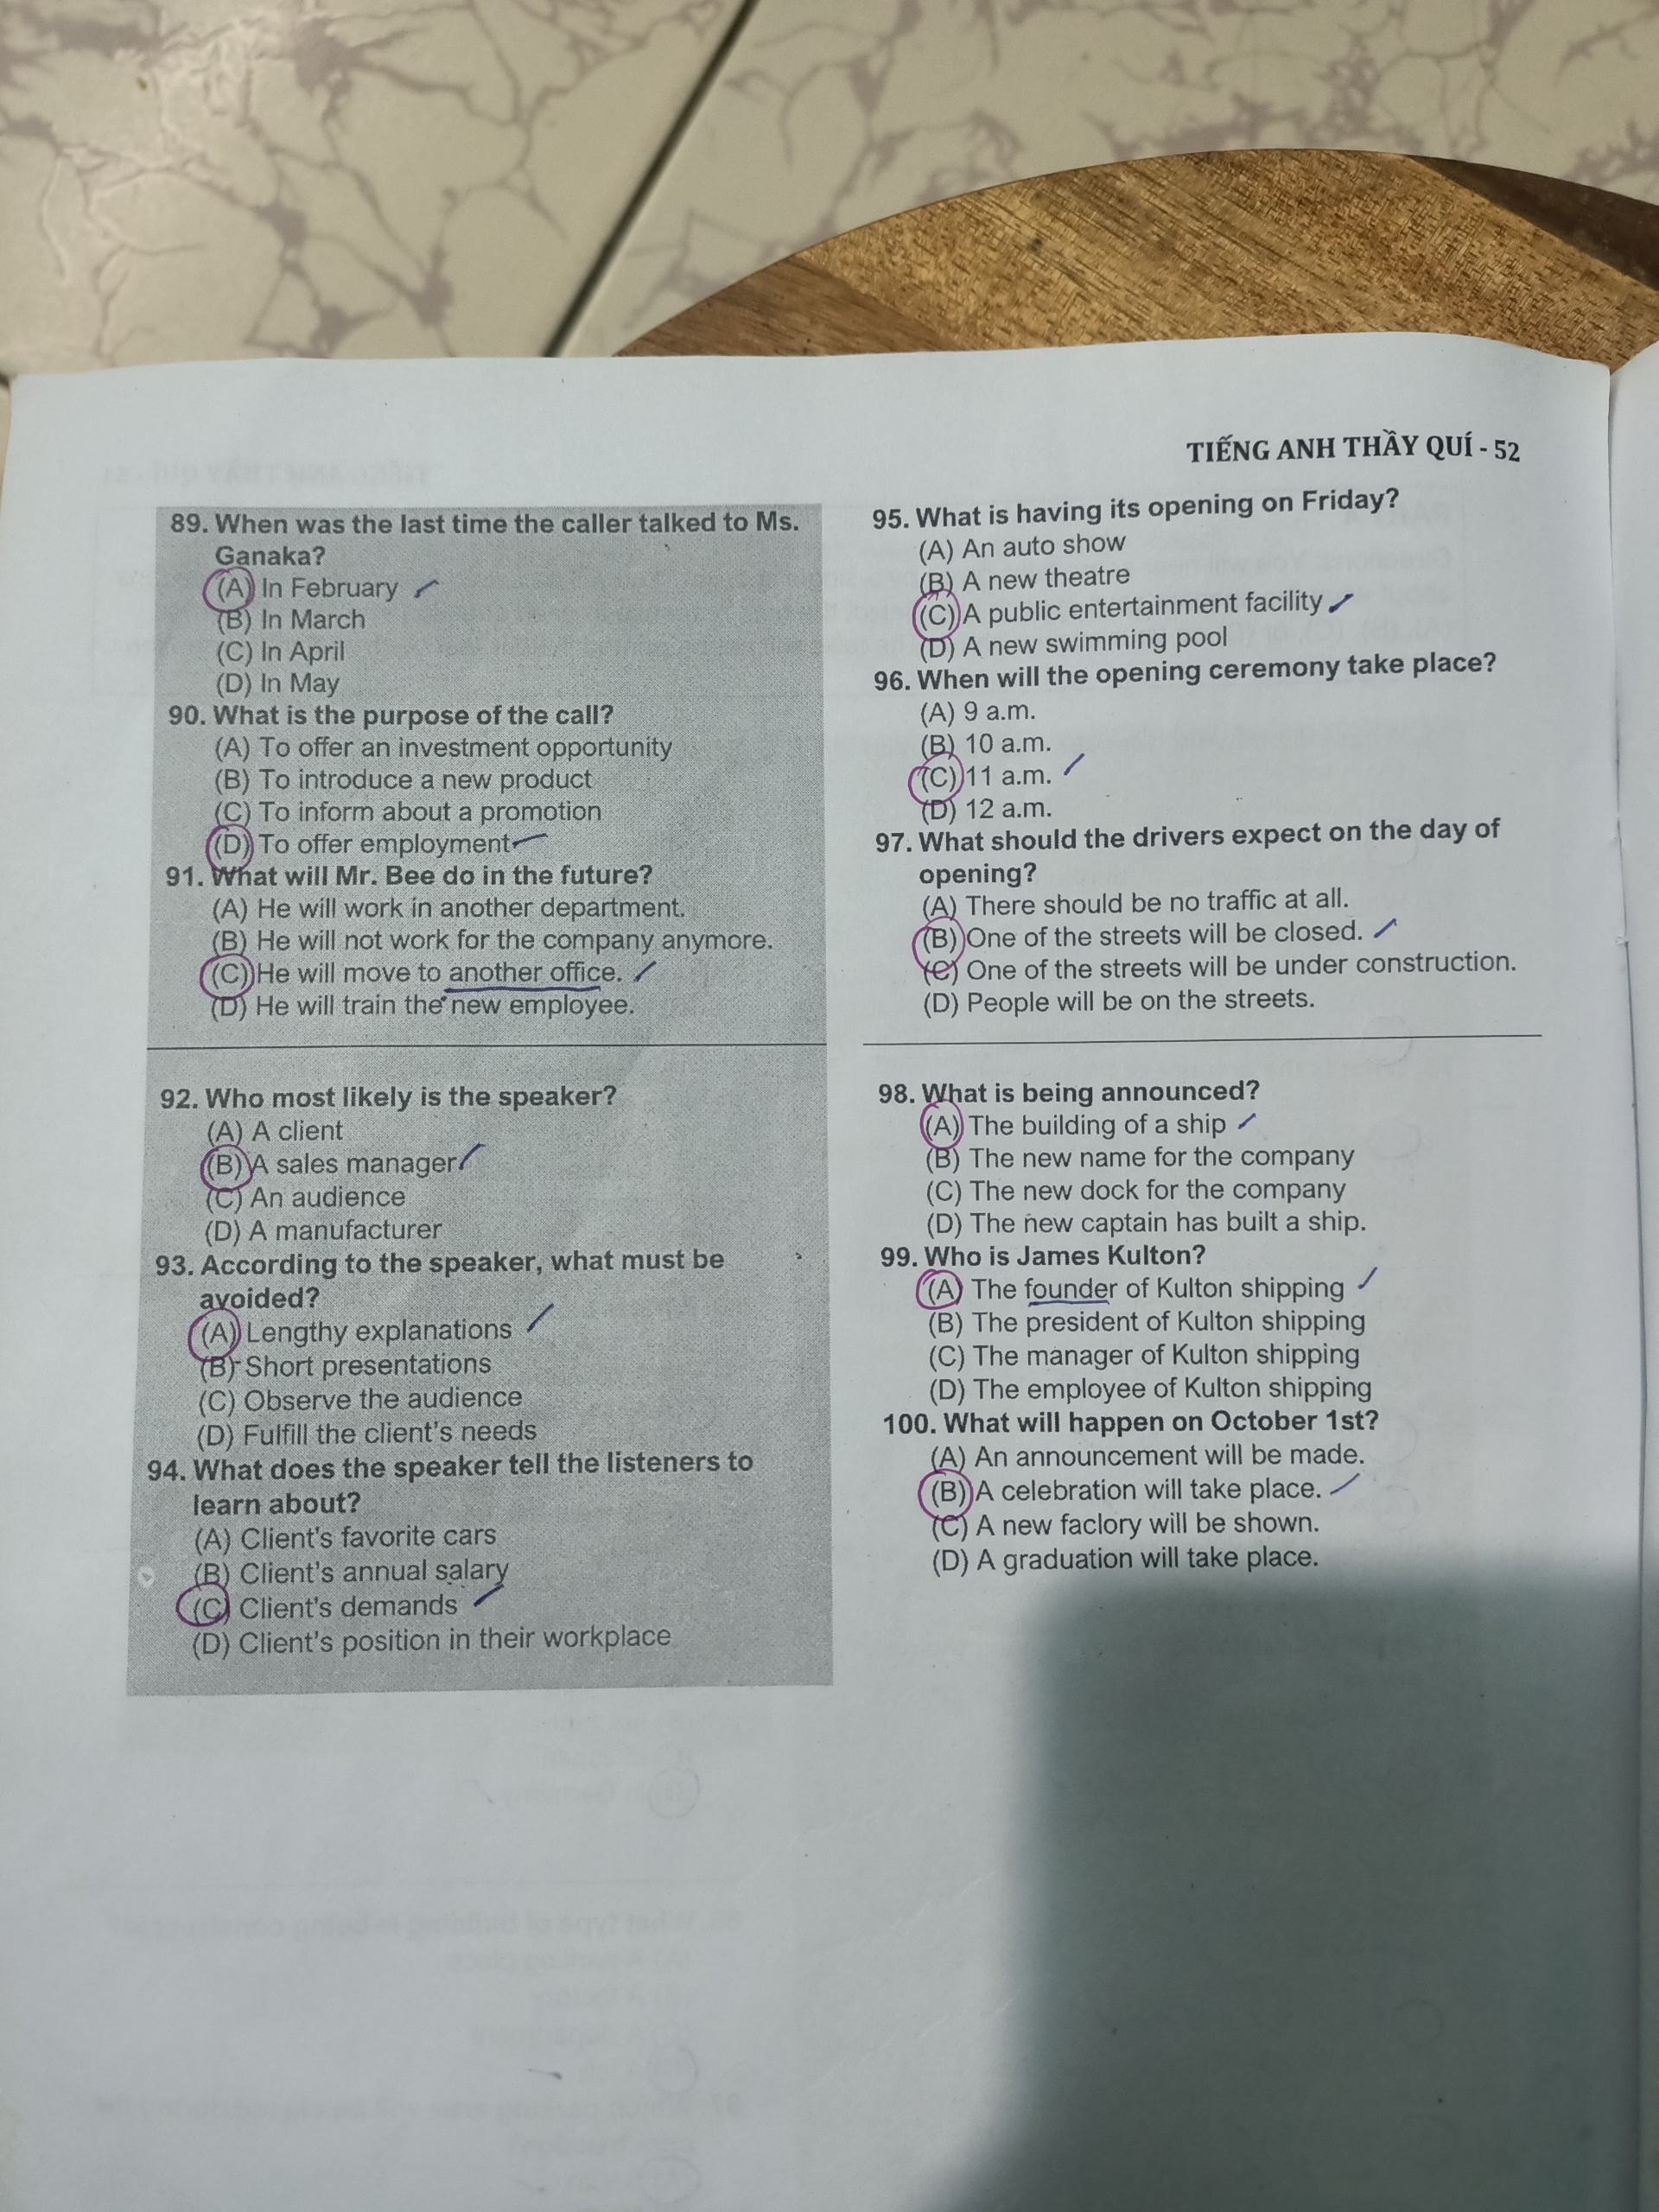 TIẾNG ANH THẦY QUÍ - 52
89. When was the last time the caller talked to Ms.
Ganaka?
(A) In February
(B) In March
(C) In April
(D) In May
90. What is the purpose of the call?
(A) To offer an investment opportunity
(B) To introduce a new product
(C) To inform about a promotion
(D) To offer employment
91. What will Mr. Bee do in the future?
(A) He will work in another department.
(B) He will not work for the company anymore.
(C) He will move to another office.
(D) He will train the new employee.
92. Who most likely is the speaker?
(A) A client
(B) A sales manager
(C) An audience
(D) A manufacturer
93. According to the speaker, what must be
avoided?
(A) Lengthy explanations
(B) Short presentations
(C) Observe the audience
(D) Fulfill the client's needs
94. What does the speaker tell the listeners to
learn about?
(A) Client's favorite cars
(B) Client's annual salary
(C) Client's demands
(D) Client's position in their workplace
95. What is having its opening on Friday?
(A) An auto show
(B) A new theatre
(C) A public entertainment facility
(D) A new swimming pool
96. When will the opening ceremony take place?
(A) 9 a.m.
(B) 10 a.m.
(C) 11 a.m.
(D) 12 a.m.
97. What should the drivers expect on the day of
opening?
(A) There should be no traffic at all.
(B) One of the streets will be closed.
(C) One of the streets will be under construction.
(D) People will be on the streets.
98. What is being announced?
(A) The building of a ship
(B) The new name for the company
(C) The new dock for the company
(D) The new captain has built a ship.
99. Who is James Kulton?
(A) The founder of Kulton shipping
(B) The president of Kulton shipping
(C) The manager of Kulton shipping
(D) The employee of Kulton shipping
100. What will happen on October 1st?
(A) An announcement will be made.
(B) A celebration will take place.
(C) A new faclory will be shown.
(D) A graduation will take place.